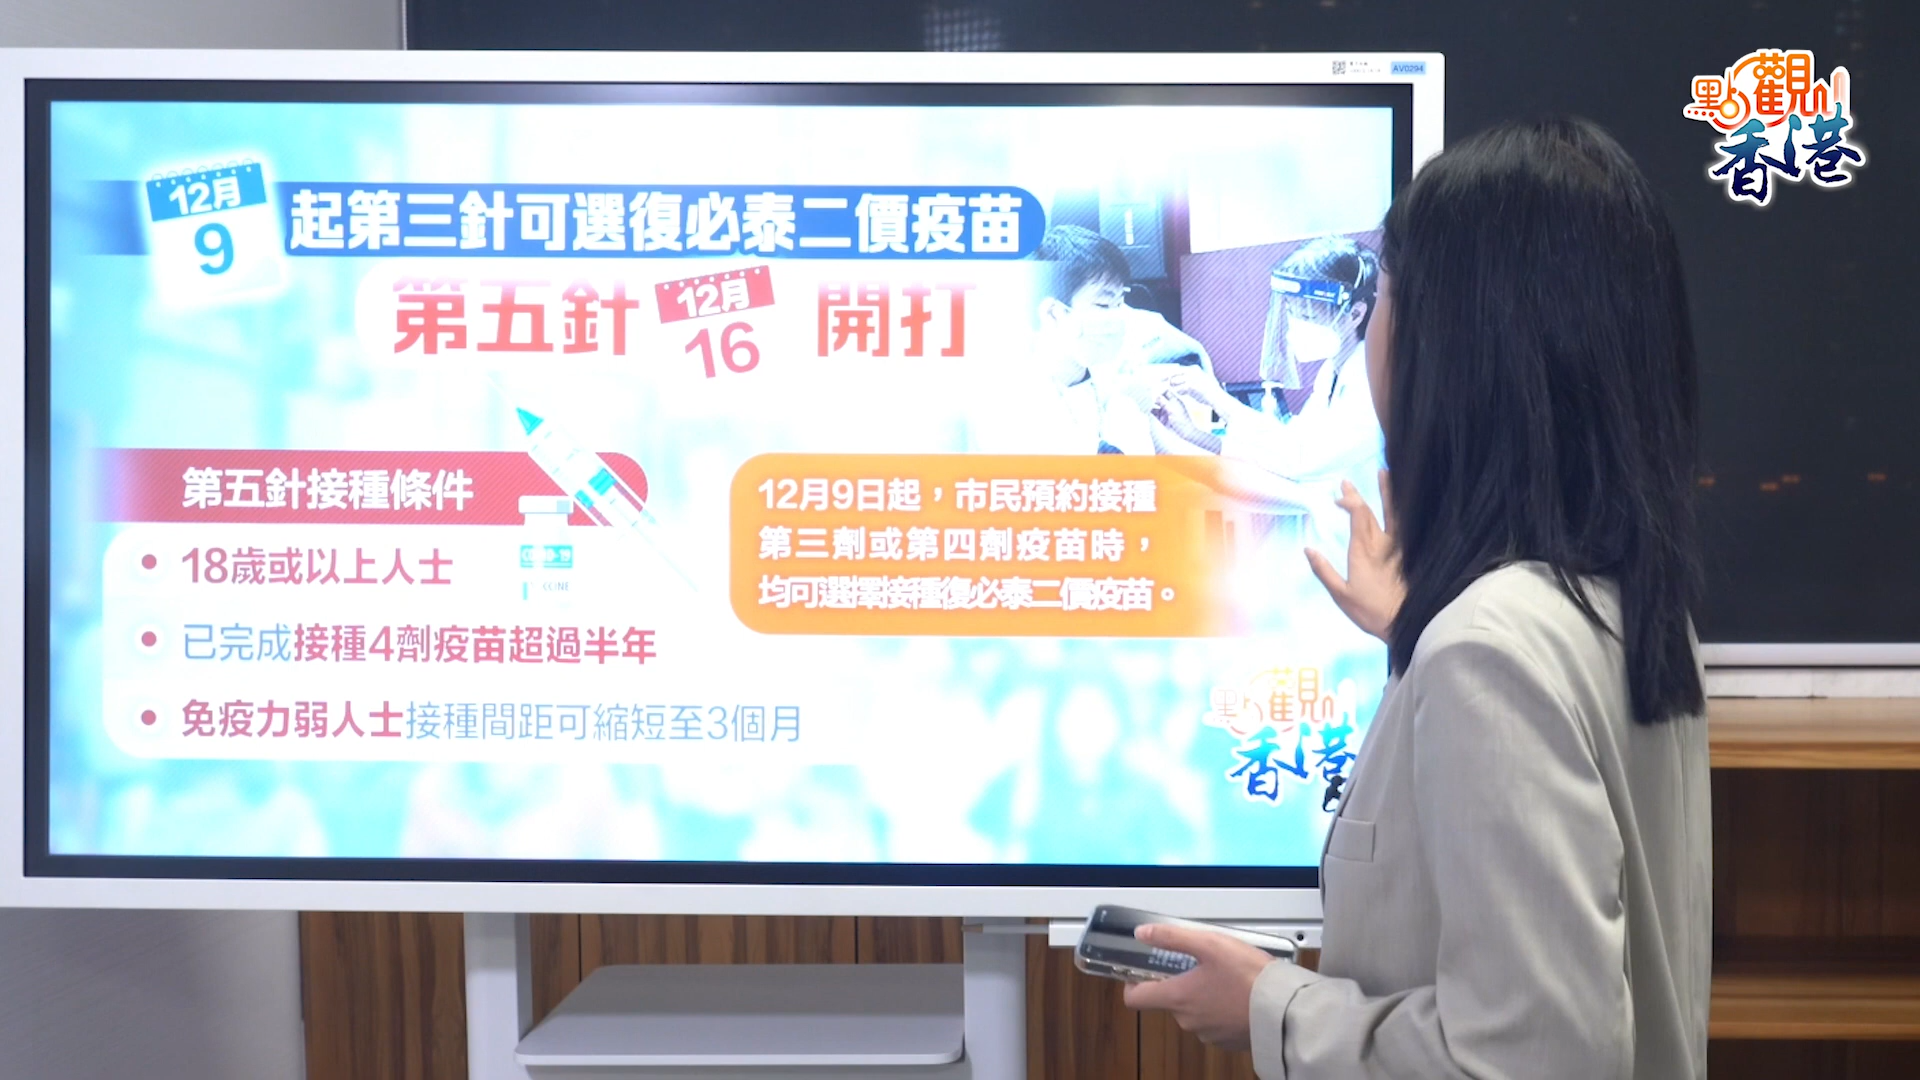 AV0294
點觀
香港
12月
9
起第三針可選復必泰二價疫苗
第五針
12月
16
開打
第五針接種條件
• 18歲或以上人士
• 已完成接種4劑疫苗超過半年
• 免疫力弱人士接種間距可縮短至3個月
12月9日起，市民預約接種
第三劑或第四劑疫苗時，
均可選擇接種復必泰二價疫苗。
點觀
香港